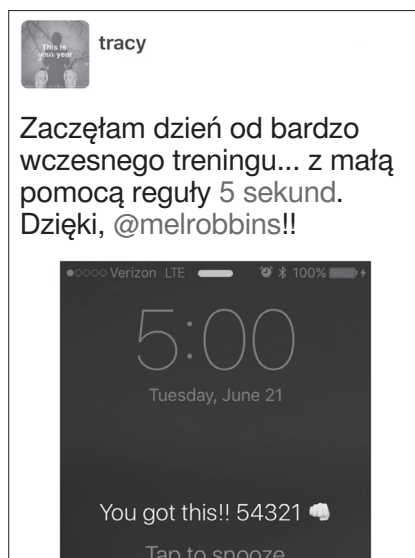 This is
your year
tracy
Zaczęłam dzień od bardzo
wczesnego treningu... z małą
pomocą reguły 5 sekund.
Dzięki, @melrobbins!!
Verizon LTE 100%
5:00
Tuesday, June 21
You got this!! 54321 👊
Tap to snooze